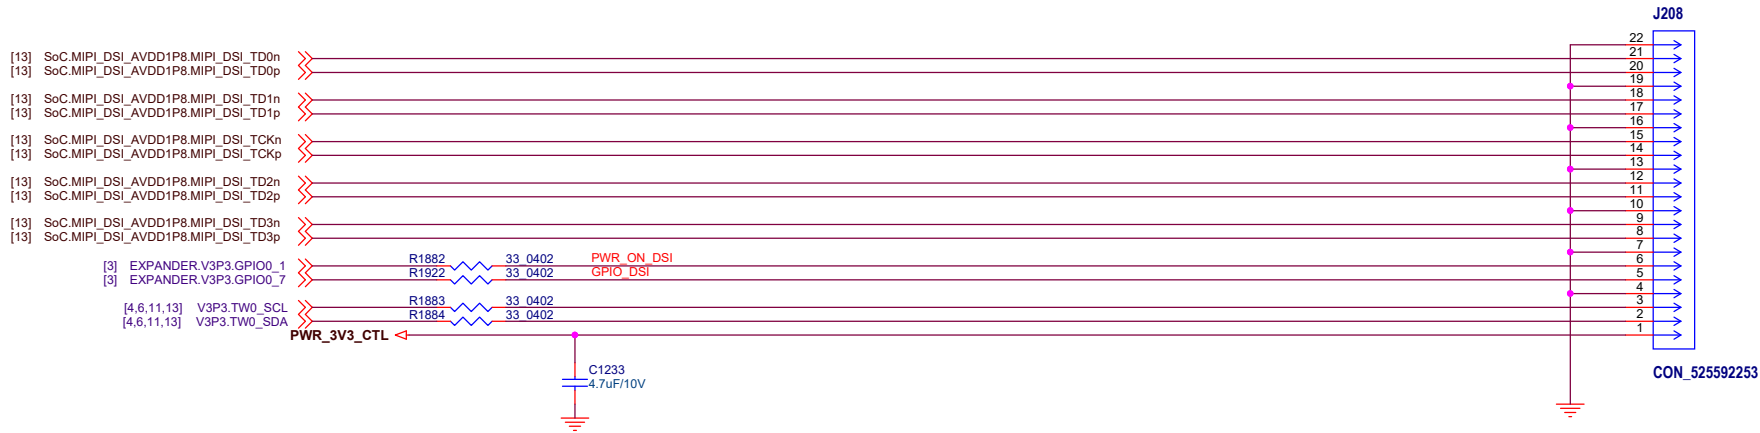 J208
22
[13] SoC.MIPI_DSI_AVDD1P8.MIPI_DSI_TD0n 21
[13] SoC.MIPI_DSI_AVDD1P8.MIPI_DSI_TD0p 20
19
[13] SoC.MIPI_DSI_AVDD1P8.MIPI_DSI_TD1n 18
[13] SoC.MIPI_DSI_AVDD1P8.MIPI_DSI_TD1p 17
16
[13] SoC.MIPI_DSI_AVDD1P8.MIPI_DSI_TCKn 15
[13] SoC.MIPI_DSI_AVDD1P8.MIPI_DSI_TCKp 14
13
[13] SoC.MIPI_DSI_AVDD1P8.MIPI_DSI_TD2n 12
[13] SoC.MIPI_DSI_AVDD1P8.MIPI_DSI_TD2p 11
10
[13] SoC.MIPI_DSI_AVDD1P8.MIPI_DSI_TD3n 9
[13] SoC.MIPI_DSI_AVDD1P8.MIPI_DSI_TD3p 8
7
[3] EXPANDER.V3P3.GPIO0_1 R1882 33_0402 PWR_ON_DSI 6
[3] EXPANDER.V3P3.GPIO0_7 R1922 33_0402 GPIO_DSI 5
4
[4,6,11,13] V3P3.TW0_SCL R1883 33_0402 3
[4,6,11,13] V3P3.TW0_SDA R1884 33_0402 2
PWR_3V3_CTL 1
C1233
4.7uF/10V
CON_525592253